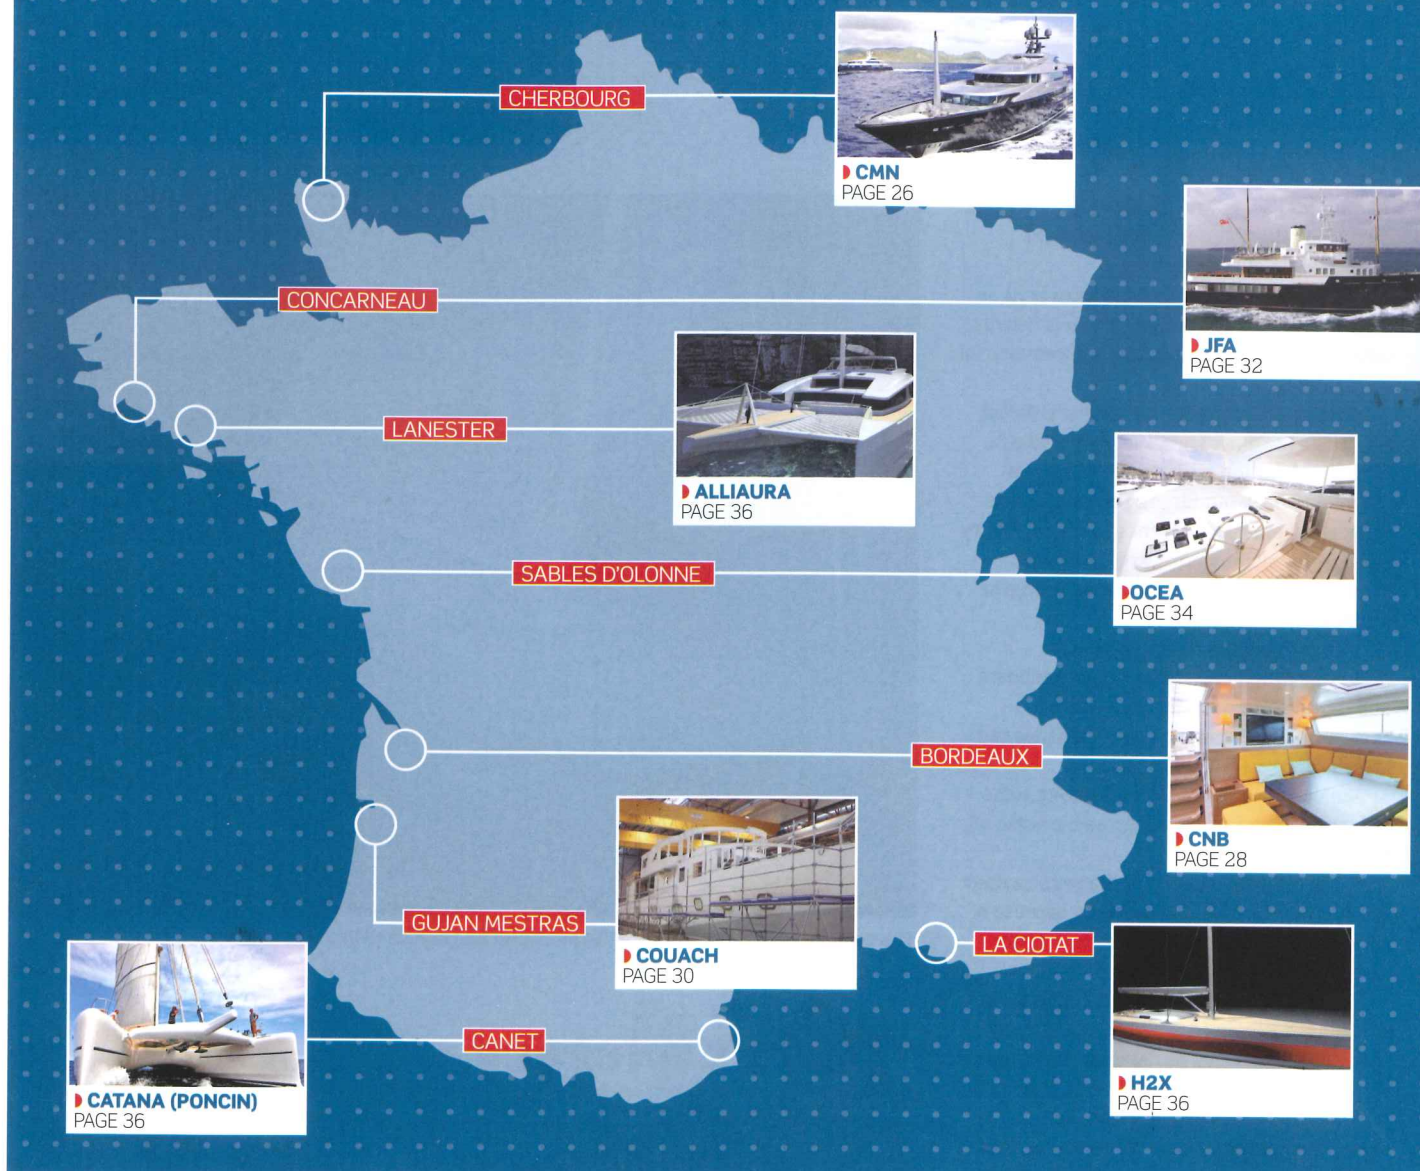 CHERBOURG
CMN
PAGE 26
CONCARNEAU
JFA
PAGE 32
LANESTER
ALLIAURA
PAGE 36
SABLES D'OLONNE
OCEA
PAGE 34
BORDEAUX
CNB
PAGE 28
GUJAN MESTRAS
COUACH
PAGE 30
LA CIOTAT
H2X
PAGE 36
CANET
CATANA (PONCIN)
PAGE 36